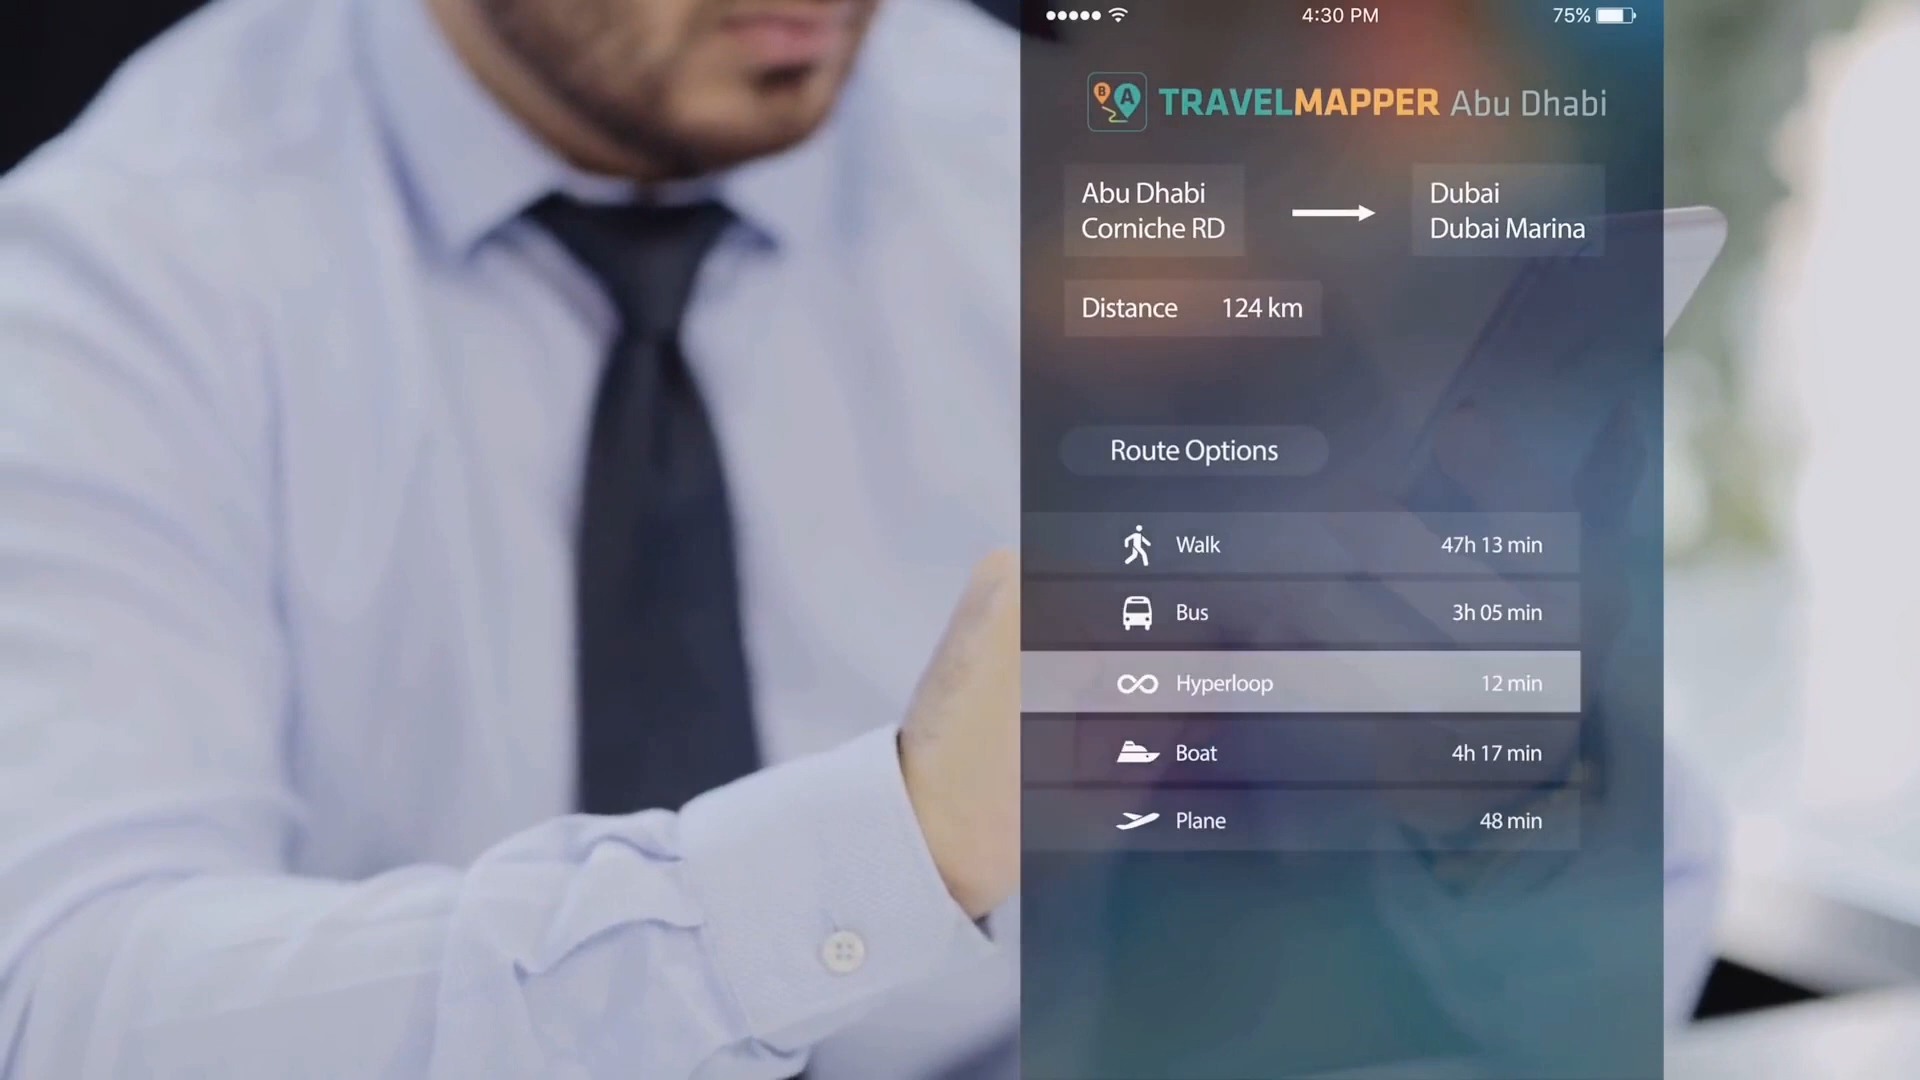 4:30 PM
75%
B A
TRAVELMAPPER Abu Dhabi
Abu Dhabi
Corniche RD
Dubai
Dubai Marina
Distance 124 km
Route Options
Walk 47h 13 min
Bus 3h 05 min
Hyperloop 12 min
Boat 4h 17 min
Plane 48 min